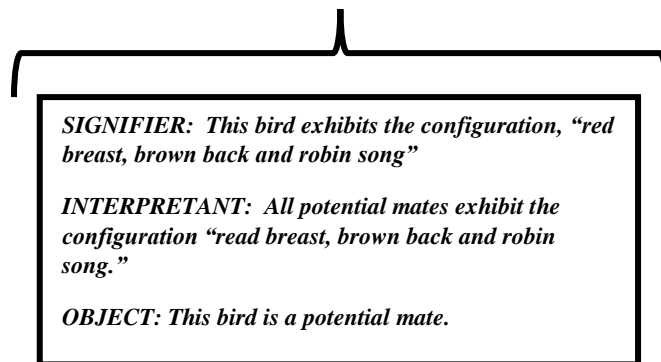 SIGNIFIER: This bird exhibits the configuration, “red
breast, brown back and robin song”
INTERPRETANT: All potential mates exhibit the
configuration “read breast, brown back and robin
song.”
OBJECT: This bird is a potential mate.